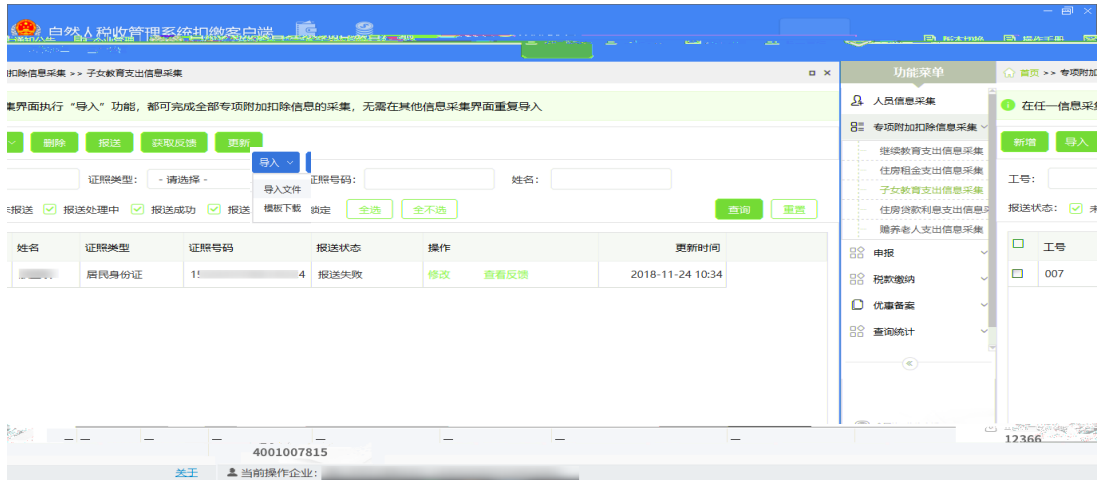 自然人税收管理系统扣缴客户端
扣除信息采集 >> 子女教育支出信息采集
集界面执行“导入”功能，都可完成全部专项附加扣除信息的采集，无需在其他信息采集界面重复导入
删除 报送 获取反馈 更新
导入
导入文件
模板下载
证照类型： - 请选择 - 证照号码： 姓名：
未报送 报送处理中 报送成功 报送 锁定 全选 全不选 查询 重置
姓名 证照类型 证照号码 报送状态 操作 更新时间
居民身份证 15 4 报送失败 修改 查看反馈 2018-11-24 10:34
功能菜单
人员信息采集
专项附加扣除信息采集
继续教育支出信息采集
住房租金支出信息采集
子女教育支出信息采集
住房贷款利息支出信息采
赡养老人支出信息采集
申报
税款缴纳
优惠备案
查询统计
首页 >> 专项附加
在任一信息采集
新增 导入
工号：
报送状态： 未
工号
007
12366
4001007815
关于 当前操作企业：